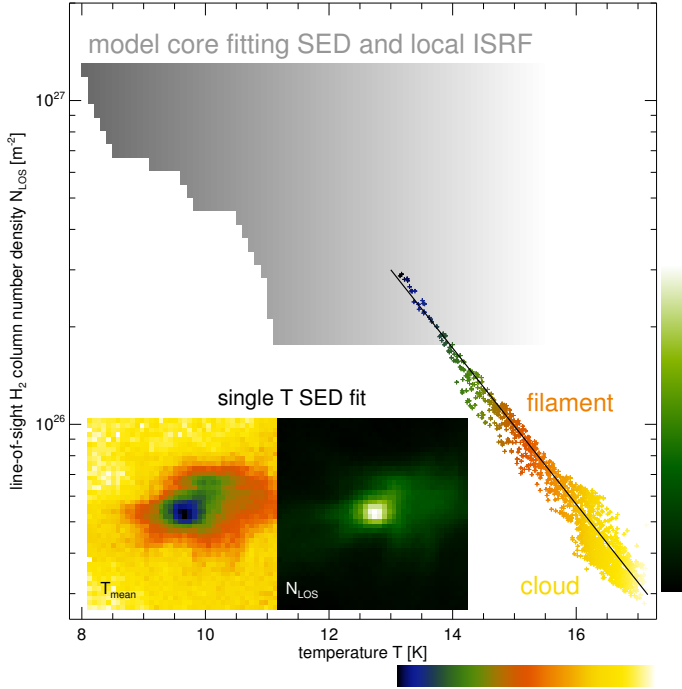 model core fitting SED and local ISRF
10^27
10^26
line-of-sight H₂ column number density N_LOS [m⁻²]
single T SED fit
filament
cloud
T_mean
N_LOS
8 10 12 14 16
temperature T [K]